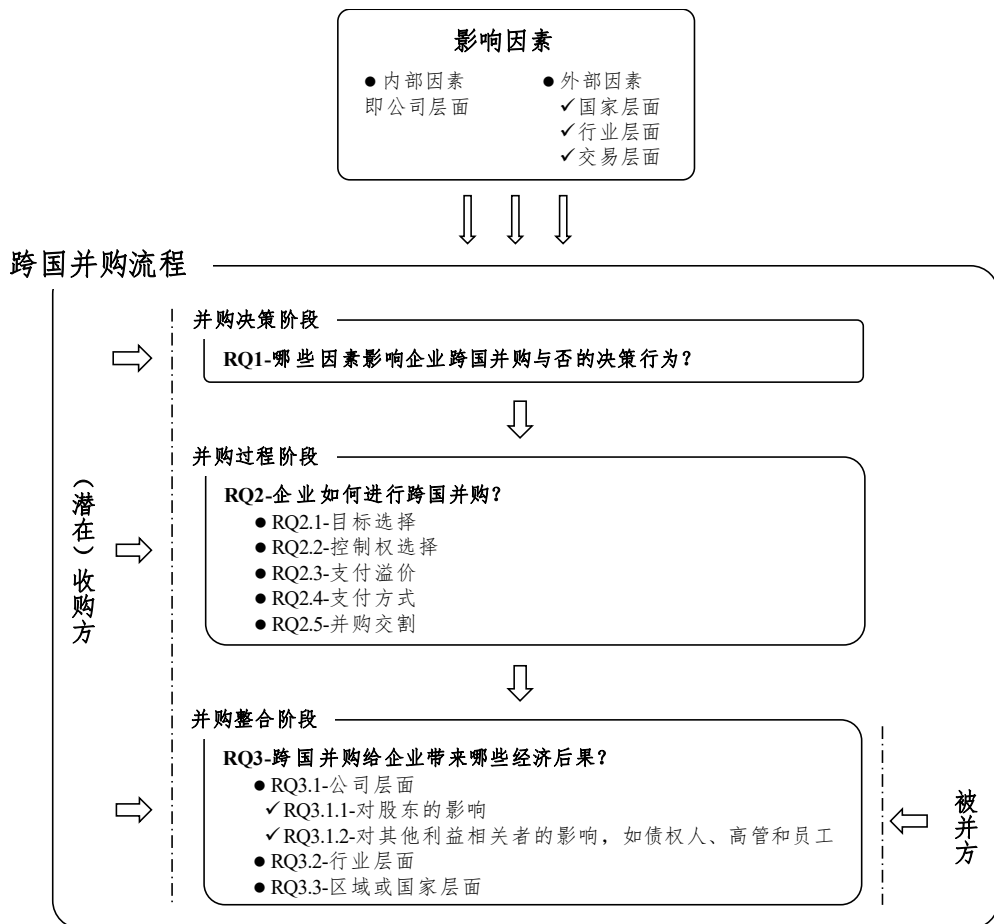 影响因素
● 内部因素
即公司层面
● 外部因素
✓国家层面
✓行业层面
✓交易层面
跨国并购流程
并购决策阶段
RQ1-哪些因素影响企业跨国并购与否的决策行为？
并购过程阶段
RQ2-企业如何进行跨国并购？
● RQ2.1-目标选择
● RQ2.2-控制权选择
● RQ2.3-支付溢价
● RQ2.4-支付方式
● RQ2.5-并购交割
（潜在）收购方
并购整合阶段
RQ3-跨国并购给企业带来哪些经济后果？
● RQ3.1-公司层面
✓RQ3.1.1-对股东的影响
✓RQ3.1.2-对其他利益相关者的影响，如债权人、高管和员工
● RQ3.2-行业层面
● RQ3.3-区域或国家层面
被并方